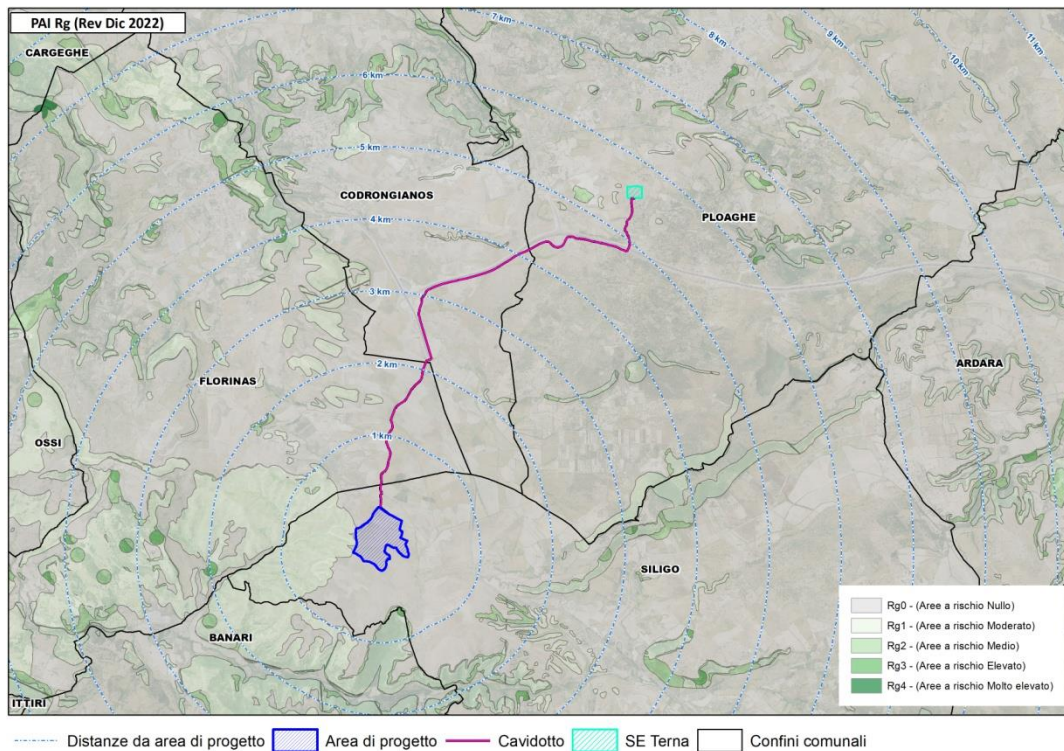 PAI Rg (Rev Dic 2022)
CARGEGHE
7 km
8 km
9 km
10 km
11 km
6 km
5 km
CODRONGIANOS
4 km
PLOAGHE
3 km
2 km
FLORINAS
ARDARA
OSSI
1 km
SILIGO
BANARI
ITTIRI
Rg0 - (Aree a rischio Nullo)
Rg1 - (Aree a rischio Moderato)
Rg2 - (Aree a rischio Medio)
Rg3 - (Aree a rischio Elevato)
Rg4 - (Aree a rischio Molto elevato)
Distanze da area di progetto Area di progetto Cavidotto SE Terna Confini comunali